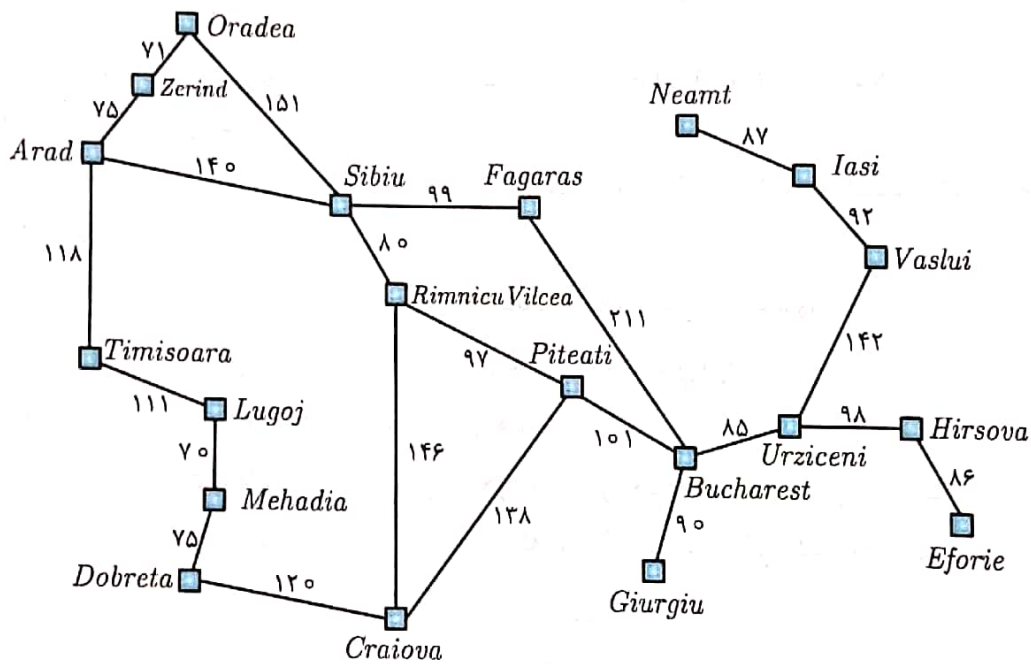 Oradea
۷۱
Zerind
۷۵
۱۵۱
Neamt
۸۷
Arad
۱۴۰
Sibiu
Fagaras
Iasi
۹۹
۹۲
۱۱۸
۸۰
Vaslui
Rimnicu Vilcea
۲۱۱
Timisoara
۹۷
Piteati
۱۴۲
۱۱۱
Lugoj
۸۵
۹۸
Hirsova
۷۰
۱۴۶
۱۰۱
Urziceni
Bucharest
۸۶
Mehadia
۱۳۸
۹۰
۷۵
Eforie
Dobreta
۱۲۰
Giurgiu
Craiova